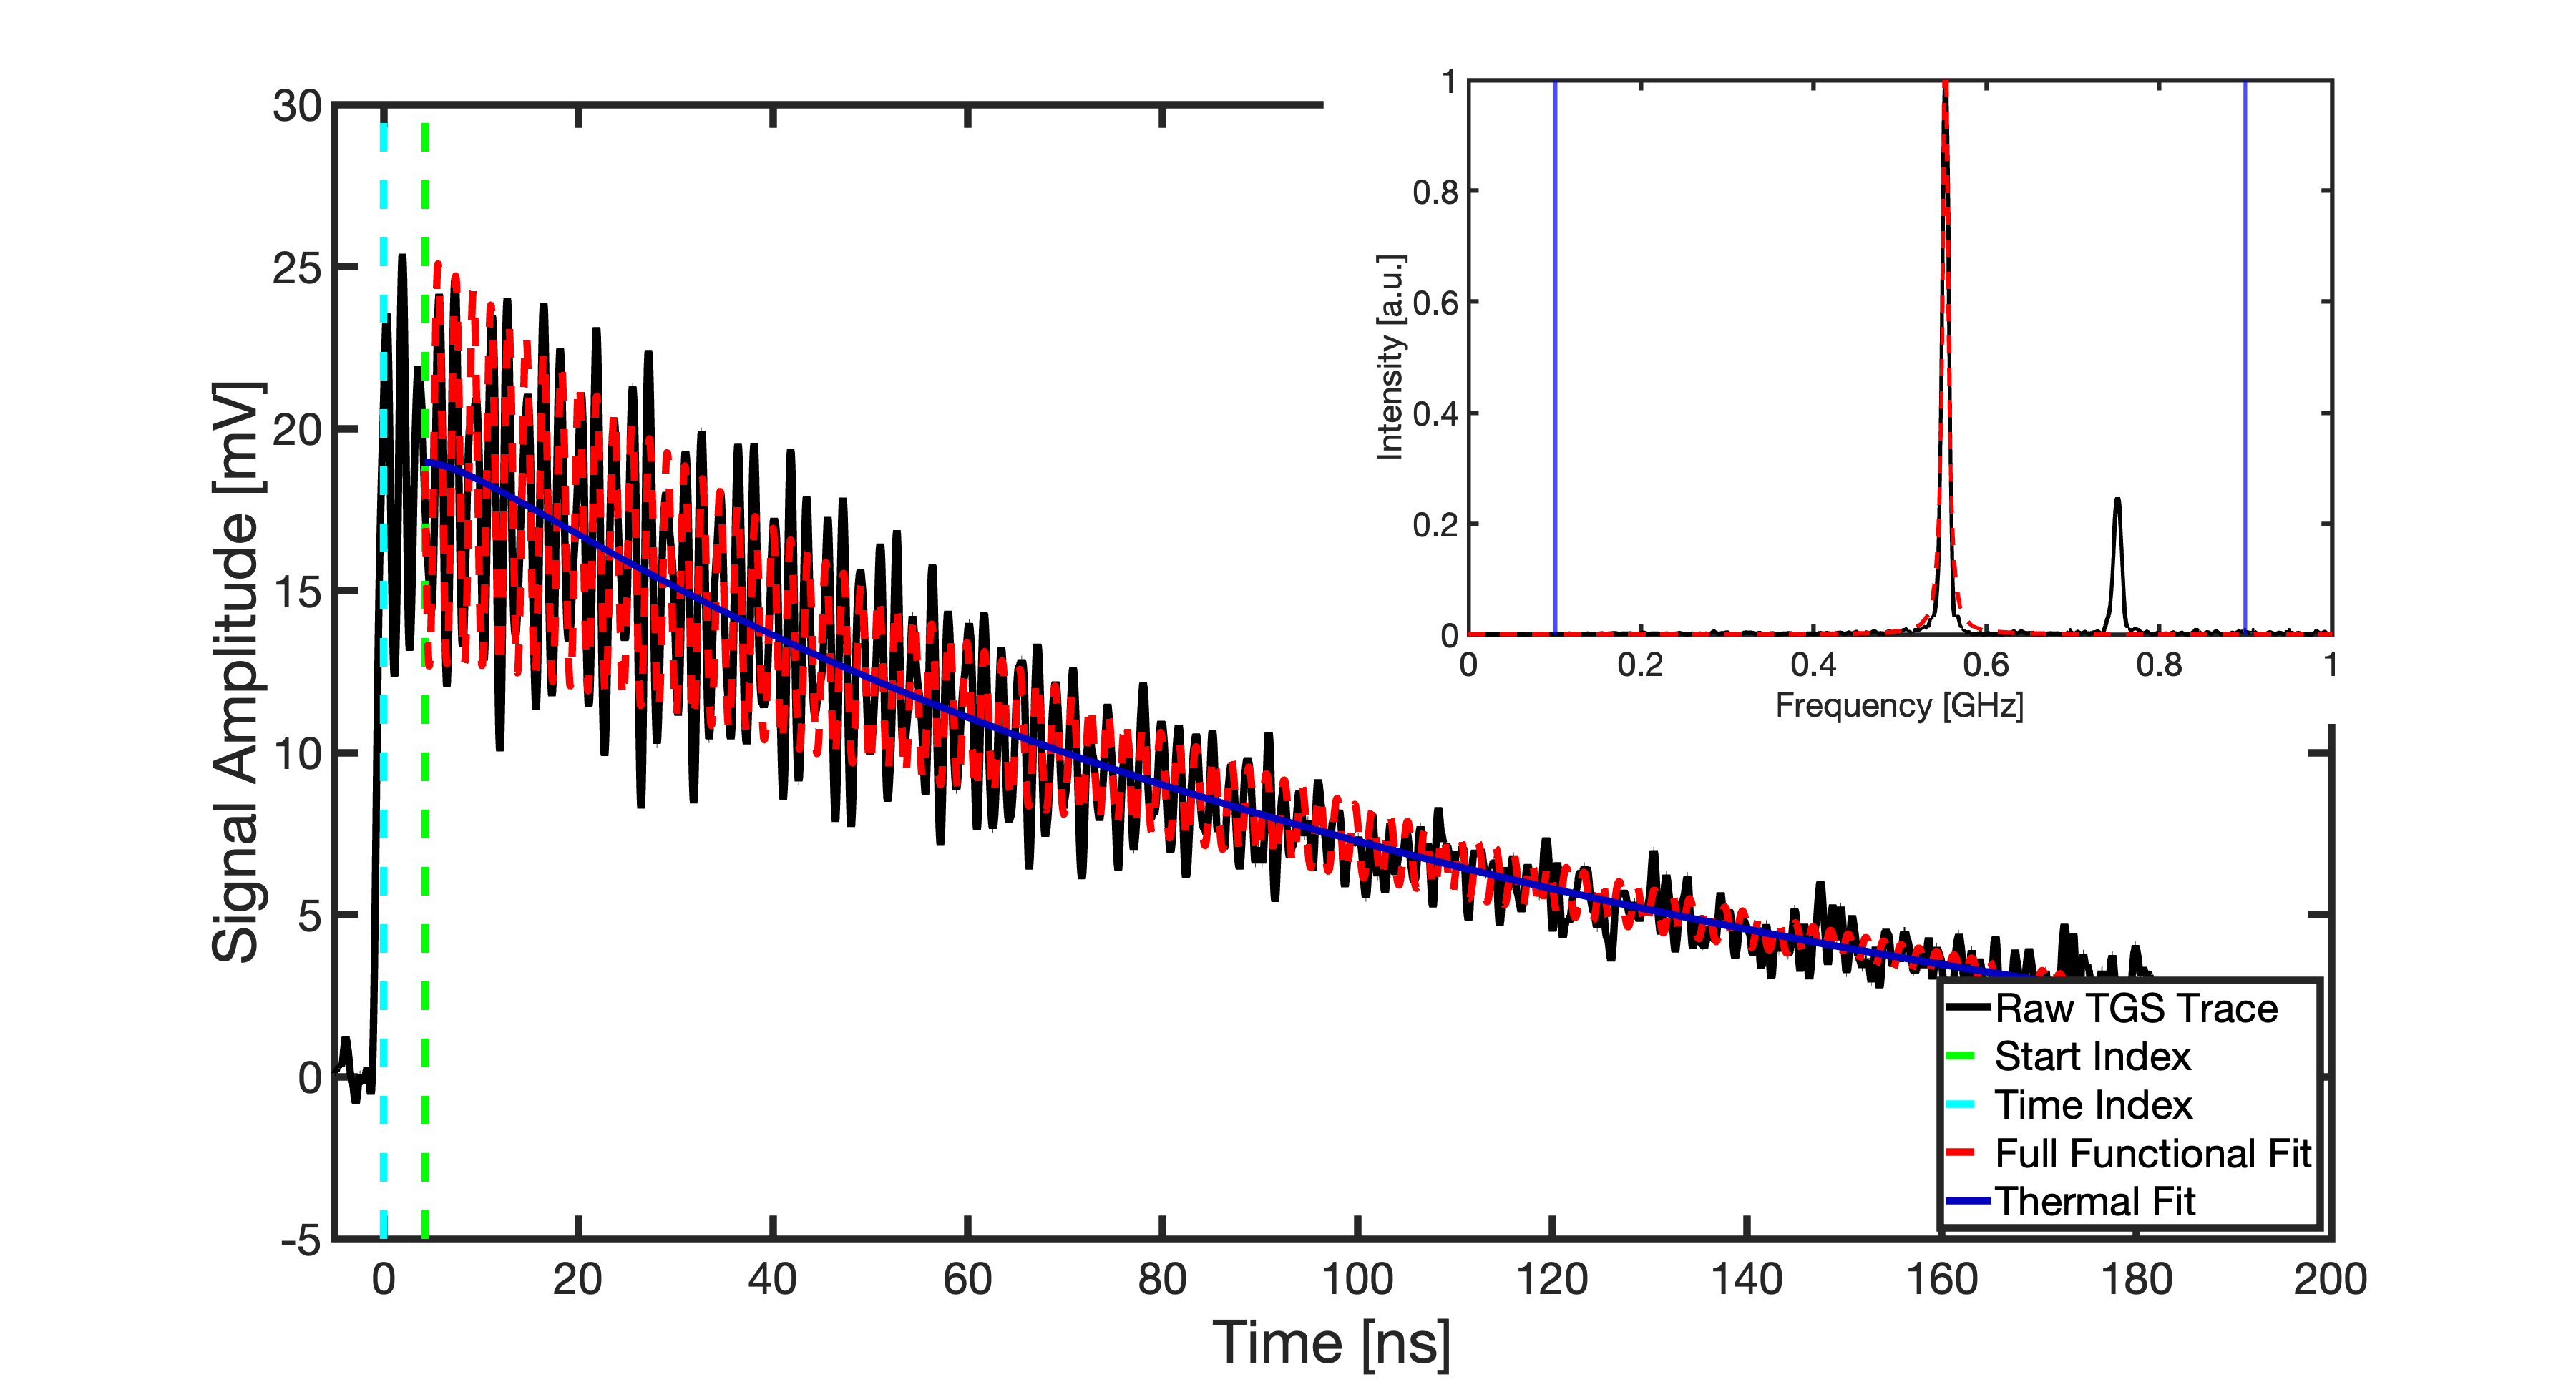 30
25
20
15
10
5
0
-5
Signal Amplitude [mV]
0 20 40 60 80 100 120 140 160 180 200
Time [ns]
1
0.8
0.6
0.4
0.2
0
Intensity [a.u.]
0 0.2 0.4 0.6 0.8 1
Frequency [GHz]
Raw TGS Trace
Start Index
Time Index
Full Functional Fit
Thermal Fit